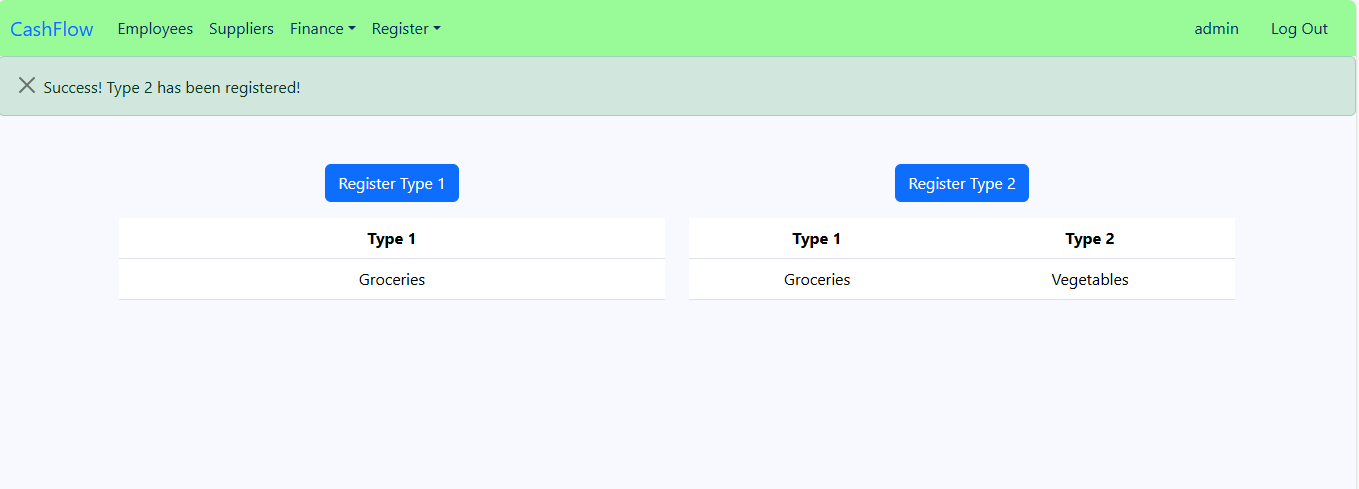 CashFlow Employees Suppliers Finance Register admin Log Out
Success! Type 2 has been registered!
Register Type 1 Register Type 2
Type 1 Type 1 Type 2
Groceries Groceries Vegetables